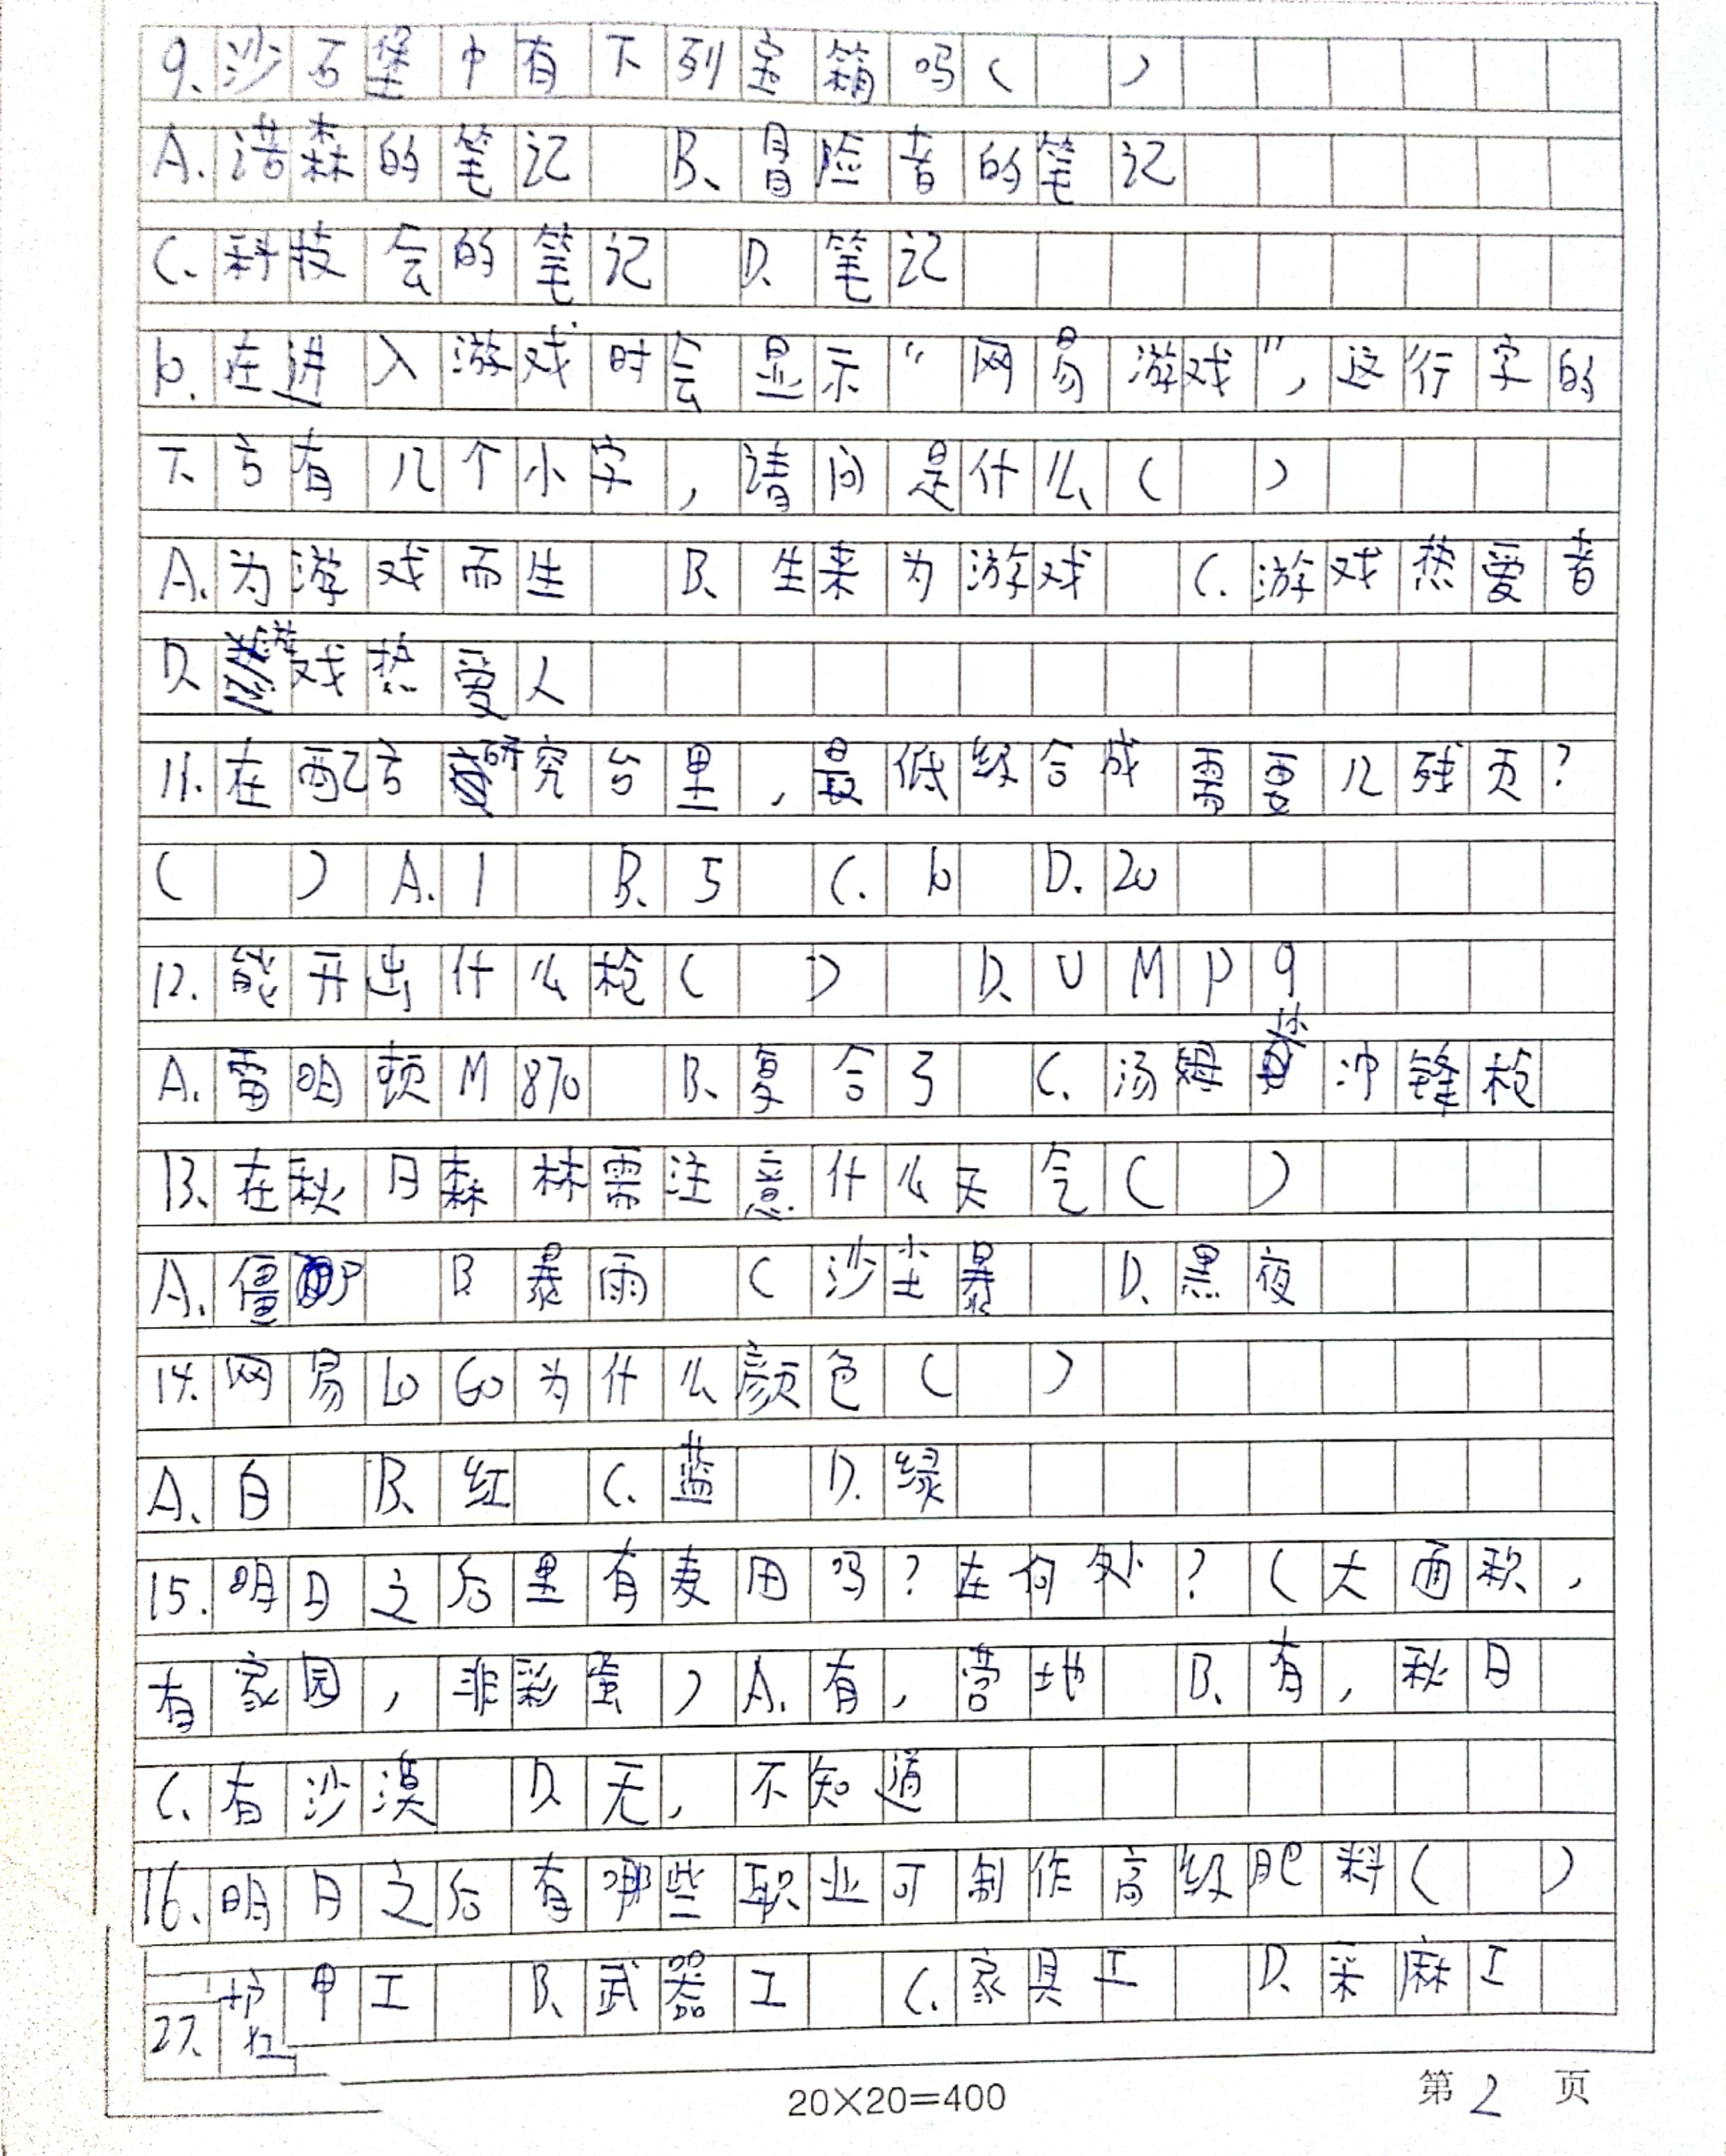 9、沙石堡中有下列宝箱吗（ ）
A.诺森的笔记 B、冒险者的笔记
C、科技会的笔记 D、笔记
10.在进入游戏时会显示“网易游戏”，这行字的
下方有几个小字，请问是什么（ ）
A.为游戏而生 B、生来为游戏 C.游戏热爱者
D、游戏热爱人
11.在配方研究台里，最低级合成需要几残页？
（ ）A.1 B、5 C.10 D.20
12.能开出什么枪（ ） D、UMP9
A.雷明顿M870 B、复合弓 C.汤姆逊冲锋枪
13、在秋日森林需注意什么天气（ ）
A.僵 B暴雨 C沙尘暴 D、黑夜
14.网易LOGO为什么颜色（ ）
A、白 B、红 C.蓝 D.绿
15.明日之后里有麦田吗？在何处？（大面积，
有家园，非彩蛋）A.有，营地 B、有，秋日
C、有沙漠 D、无，不知道
16、明日之后有哪些职业可制作高级肥料（ ）
护甲工 B、武器工 C.家具工 D、采麻工
27、红
20×20=400
第2页